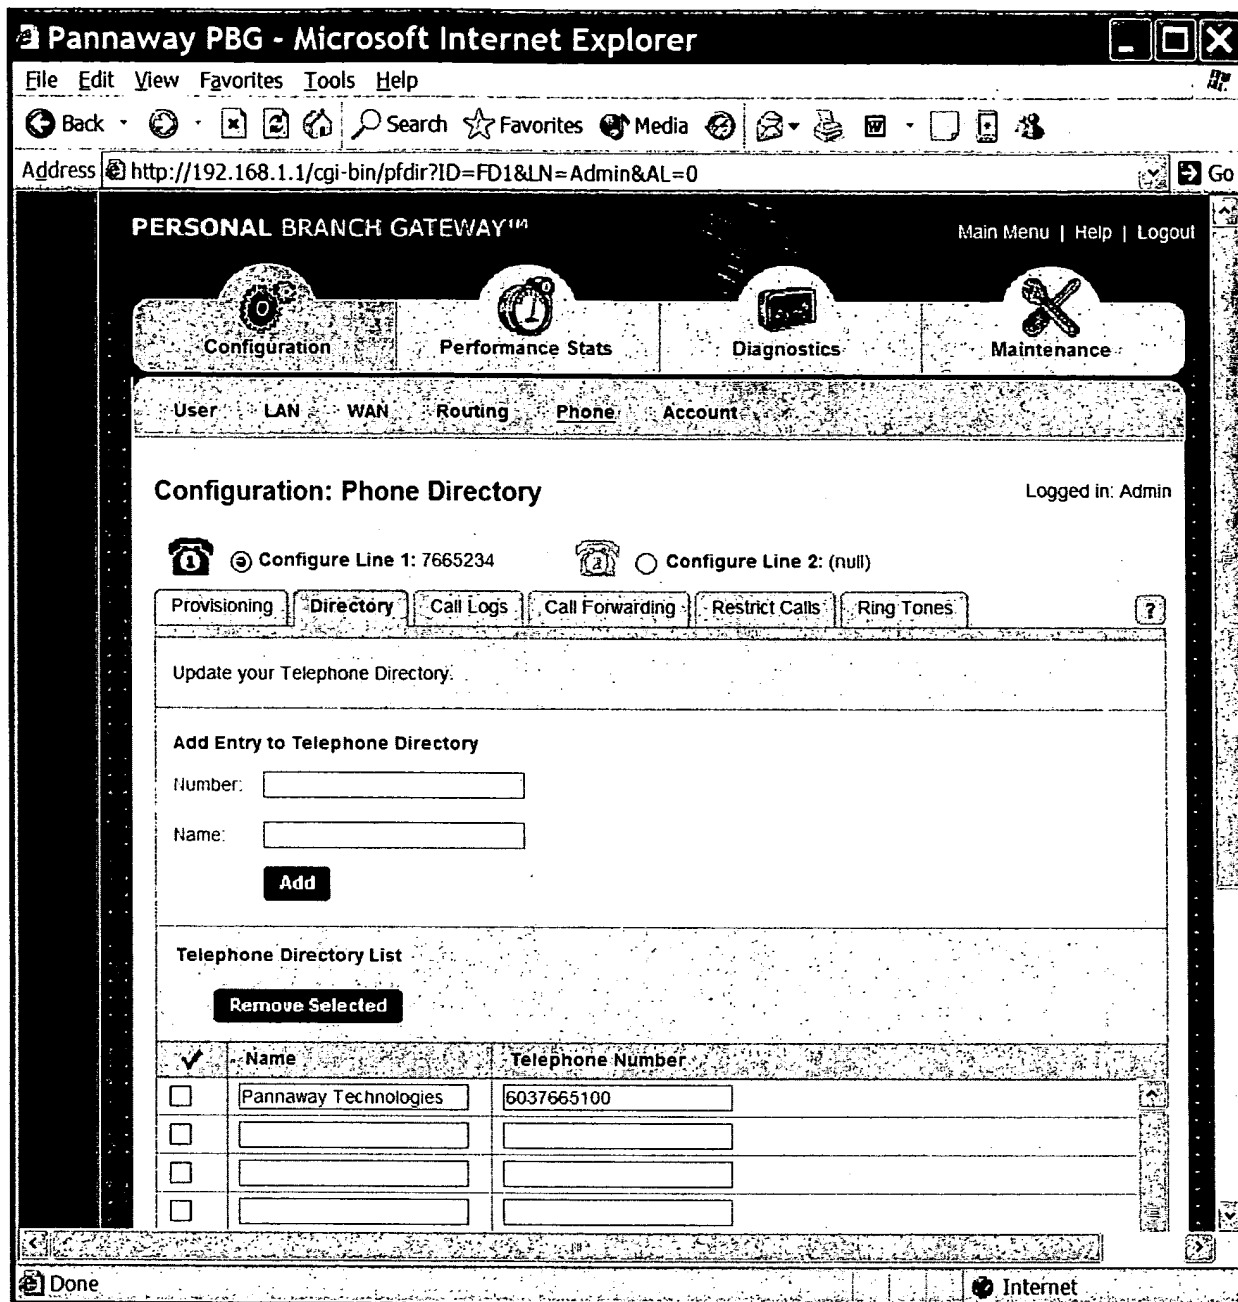 Pannaway PBG - Microsoft Internet Explorer
File Edit View Favorites Tools Help
Back Search Favorites Media
Address http://192.168.1.1/cgi-bin/pfdir?ID=FD1&LN=Admin&AL=0 Go
PERSONAL BRANCH GATEWAY™ Main Menu | Help | Logout
Configuration Performance Stats Diagnostics Maintenance
User LAN WAN Routing Phone Account
Configuration: Phone Directory Logged in: Admin
1 Configure Line 1: 7665234 2 Configure Line 2: (null)
Provisioning Directory Call Logs Call Forwarding Restrict Calls Ring Tones ?
Update your Telephone Directory.
Add Entry to Telephone Directory
Number:
Name:
Add
Telephone Directory List
Remove Selected
Name Telephone Number
Pannaway Technologies 6037665100
Done Internet